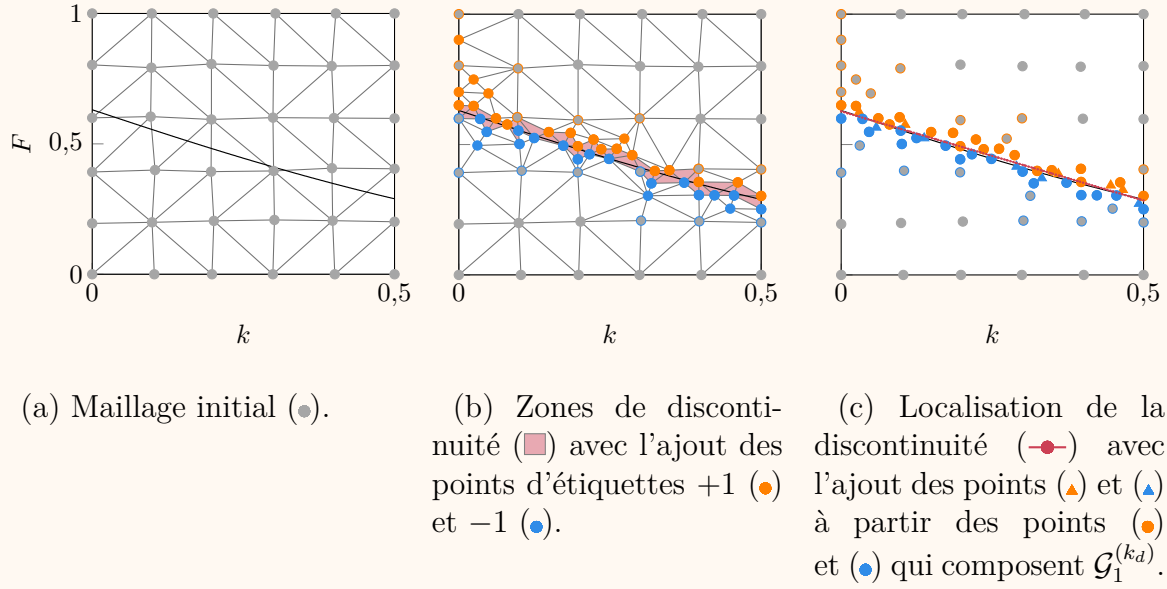 1
0,5
0
F
0
0,5
k
0
0,5
k
0
0,5
k
(a) Maillage initial ( ).
(b) Zones de disconti-
nuité ( ) avec l'ajout des
points d'étiquettes +1 ( )
et −1 ( ).
(c) Localisation de la
discontinuité ( ) avec
l'ajout des points ( ) et ( )
à partir des points ( )
et ( ) qui composent 𝒢₁^(k_d).